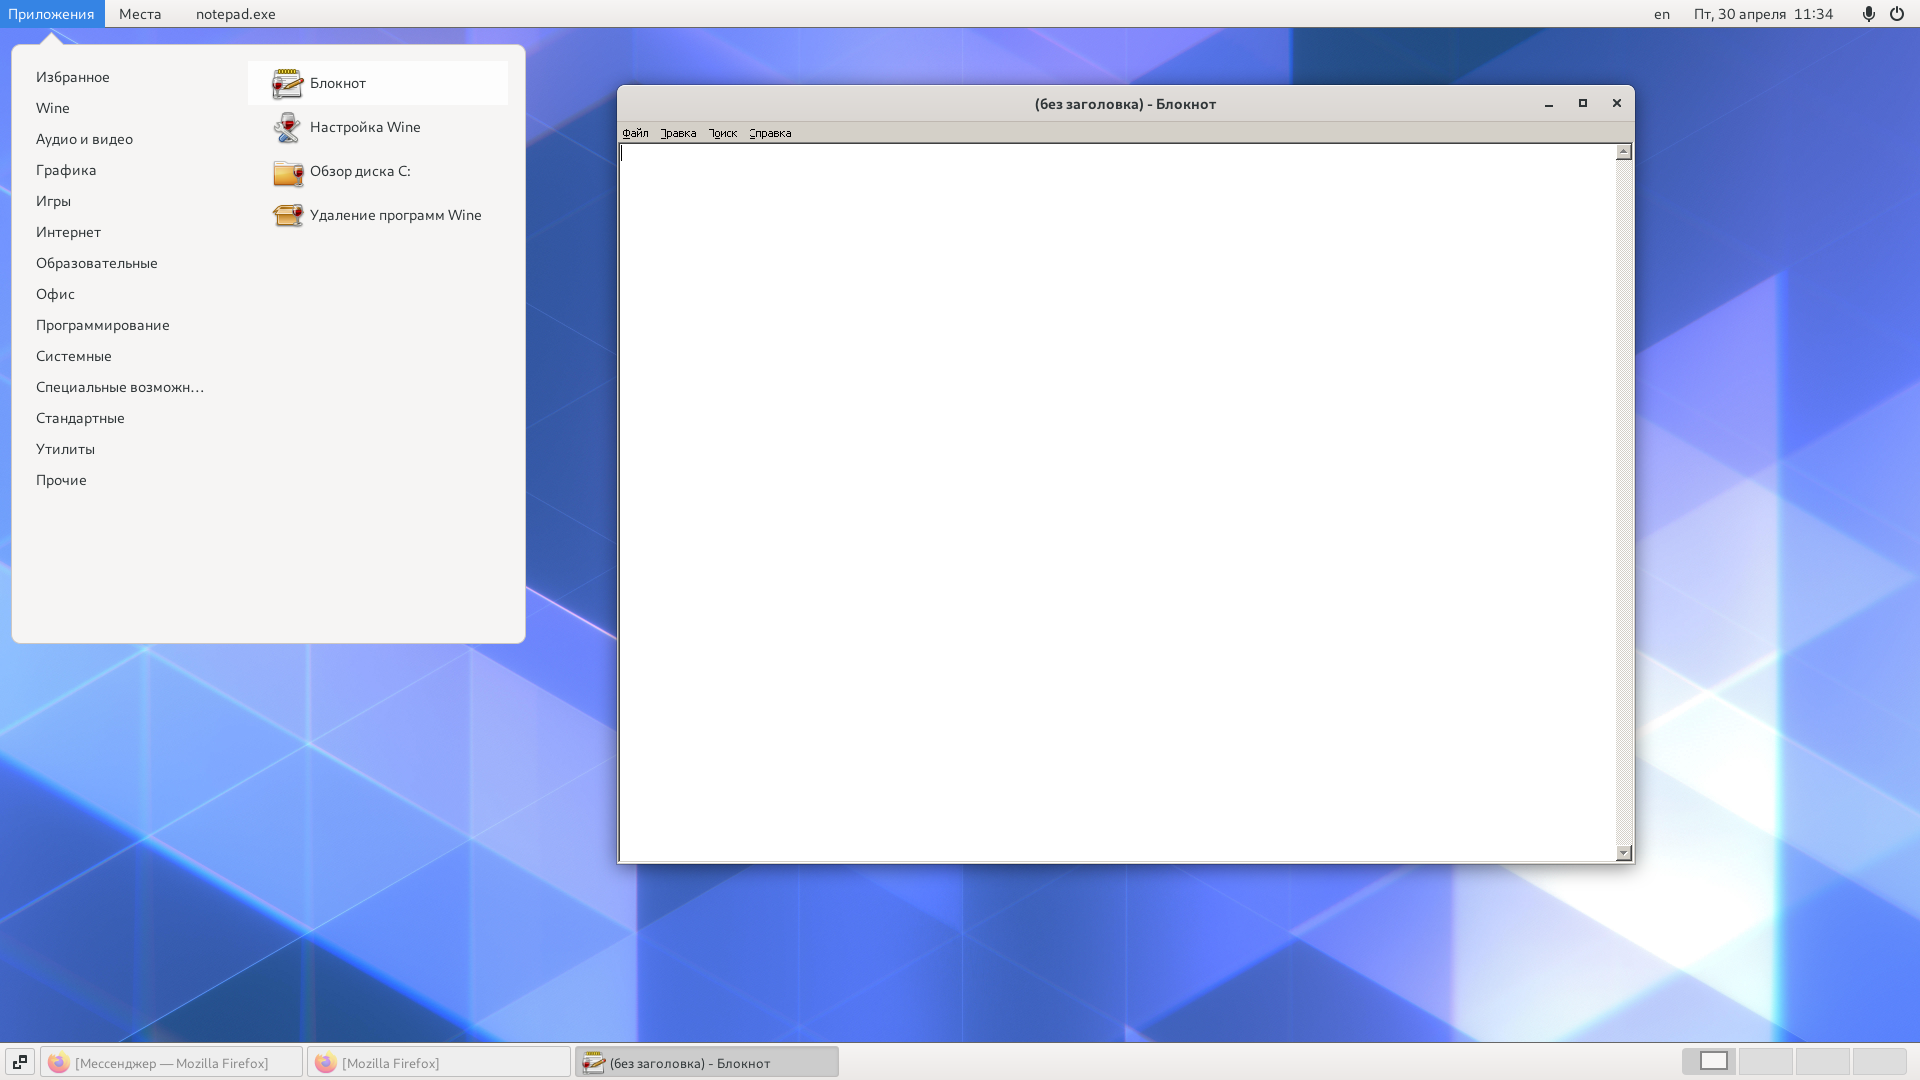 Приложения Места notepad.exe en Пт, 30 апреля 11:34
Избранное
Wine
Аудио и видео
Графика
Игры
Интернет
Образовательные
Офис
Программирование
Системные
Специальные возможн...
Стандартные
Утилиты
Прочие
Блокнот
Настройка Wine
Обзор диска C:
Удаление программ Wine
(без заголовка) - Блокнот
Файл Правка Поиск Справка
[Мессенджер — Mozilla Firefox] [Mozilla Firefox] (без заголовка) - Блокнот